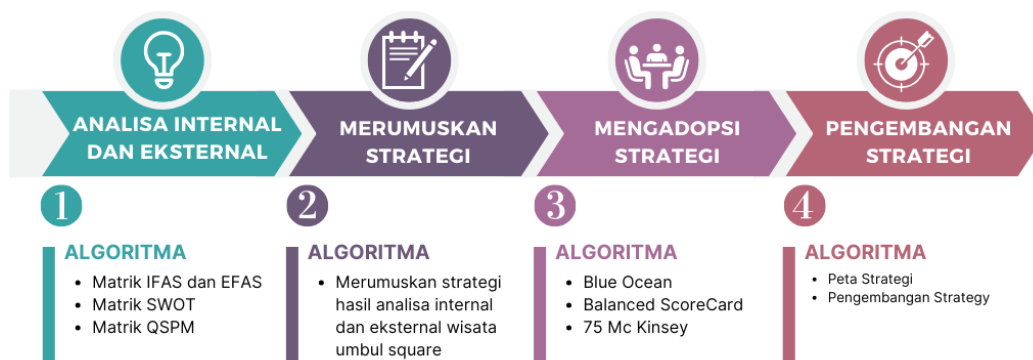 ANALISA INTERNAL
DAN EKSTERNAL
MERUMUSKAN
STRATEGI
MENGADOPSI
STRATEGI
PENGEMBANGAN
STRATEGI
1
ALGORITMA
• Matrik IFAS dan EFAS
• Matrik SWOT
• Matrik QSPM
2
ALGORITMA
• Merumuskan strategi
hasil analisa internal
dan eksternal wisata
umbul square
3
ALGORITMA
• Blue Ocean
• Balanced ScoreCard
• 75 Mc Kinsey
4
ALGORITMA
• Peta Strategi
• Pengembangan Strategy